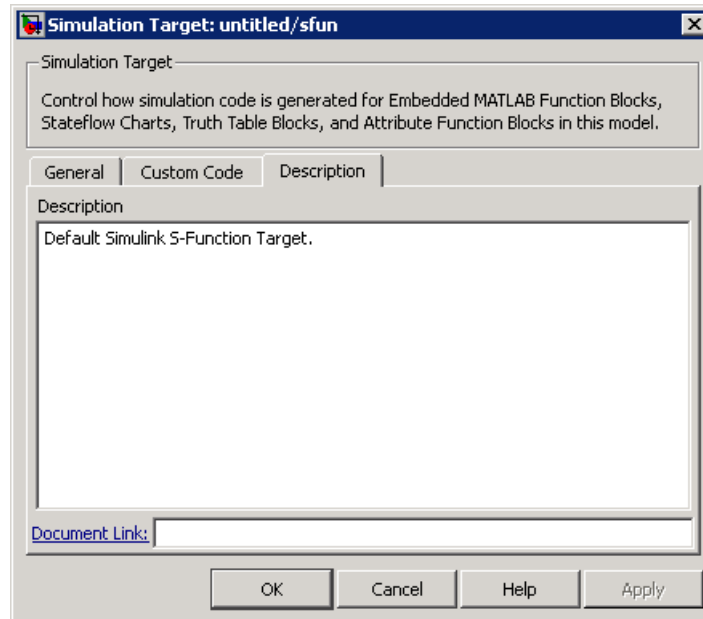 Simulation Target: untitled/sfun
Simulation Target
Control how simulation code is generated for Embedded MATLAB Function Blocks,
Stateflow Charts, Truth Table Blocks, and Attribute Function Blocks in this model.
General Custom Code Description
Description
Default Simulink S-Function Target.
Document Link:
OK Cancel Help Apply